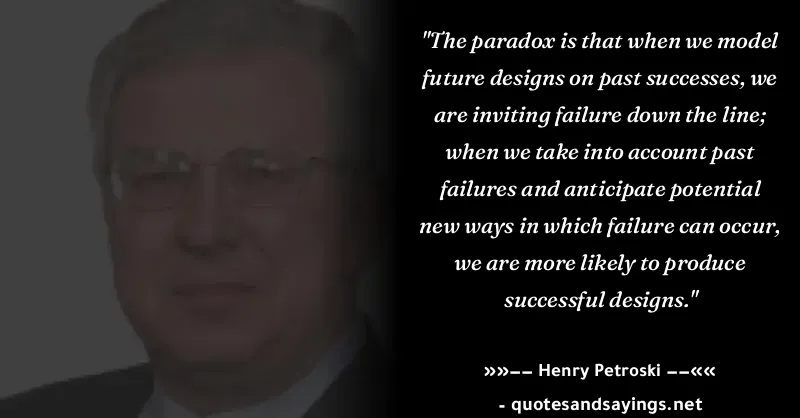 "The paradox is that when we model
future designs on past successes, we
are inviting failure down the line;
when we take into account past
failures and anticipate potential
new ways in which failure can occur,
we are more likely to produce
successful designs."
»»−− Henry Petroski −−««
- quotesandsayings.net